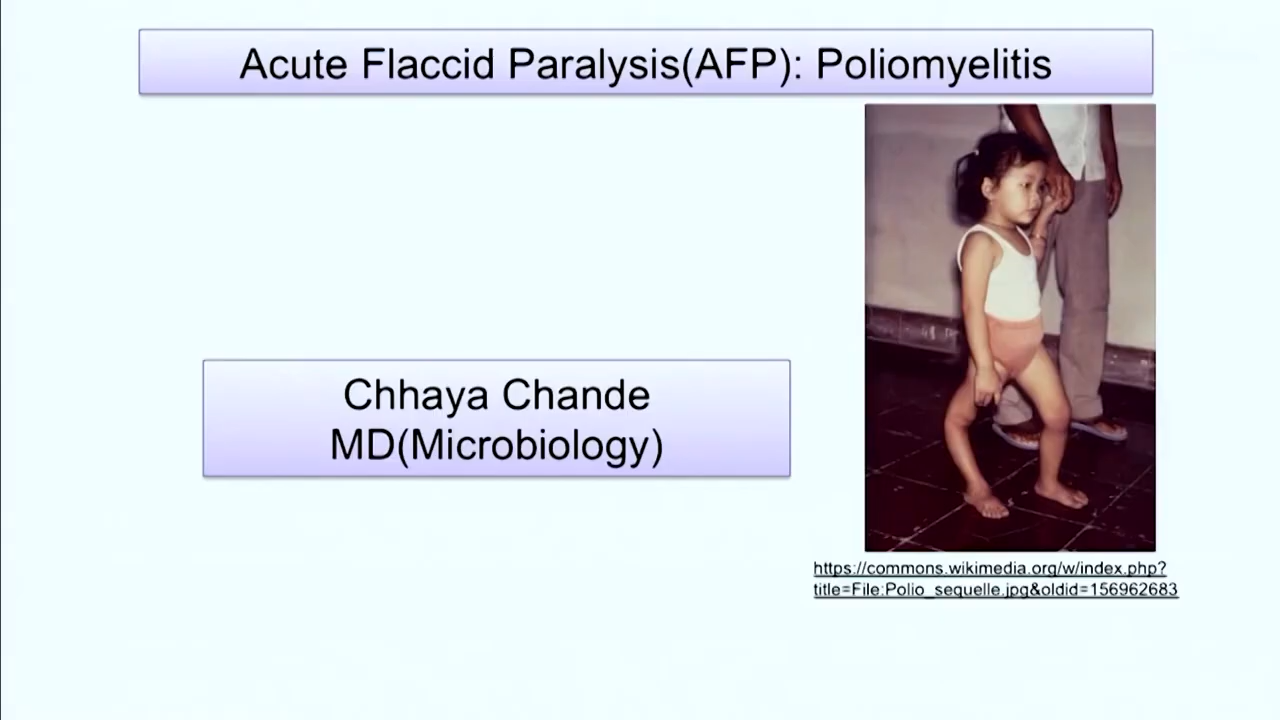 Acute Flaccid Paralysis(AFP): Poliomyelitis
Chhaya Chande
MD(Microbiology)
https://commons.wikimedia.org/w/index.php?
title=File:Polio_sequelle.jpg&oldid=156962683